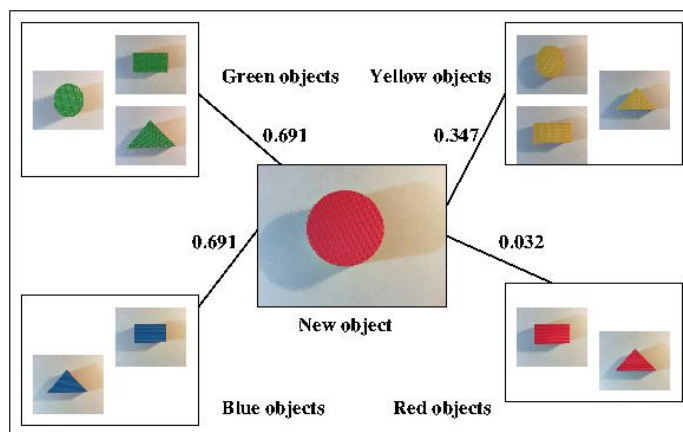 Green objects
Yellow objects
0.691
0.347
0.691
0.032
New object
Blue objects
Red objects